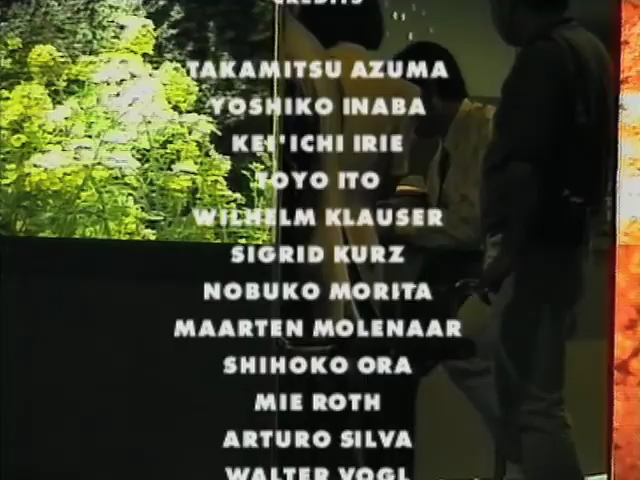 CREDITS
TAKAMITSU AZUMA
YOSHIKO INABA
KEI'ICHI IRIE
TOYO ITO
WILHELM KLAUSER
SIGRID KURZ
NOBUKO MORITA
MAARTEN MOLENAAR
SHIHOKO ORA
MIE ROTH
ARTURO SILVA
WALTER VOGL